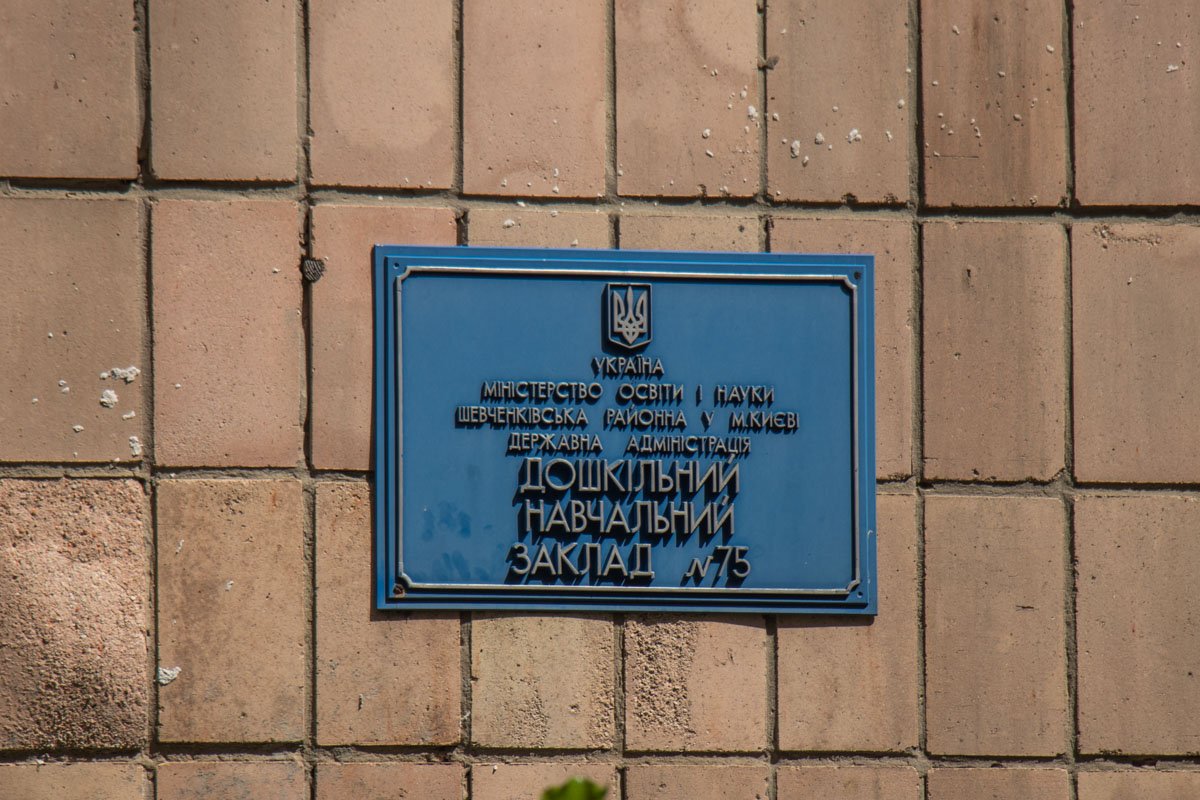 УКРАЇНА
МІНІСТЕРСТВО ОСВІТИ І НАУКИ
ШЕВЧЕНКІВСЬКА РАЙОННА У М.КИЄВІ
ДЕРЖАВНА АДМІНІСТРАЦІЯ
ДОШКІЛЬНИЙ
НАВЧАЛЬНИЙ
ЗАКЛАД №75